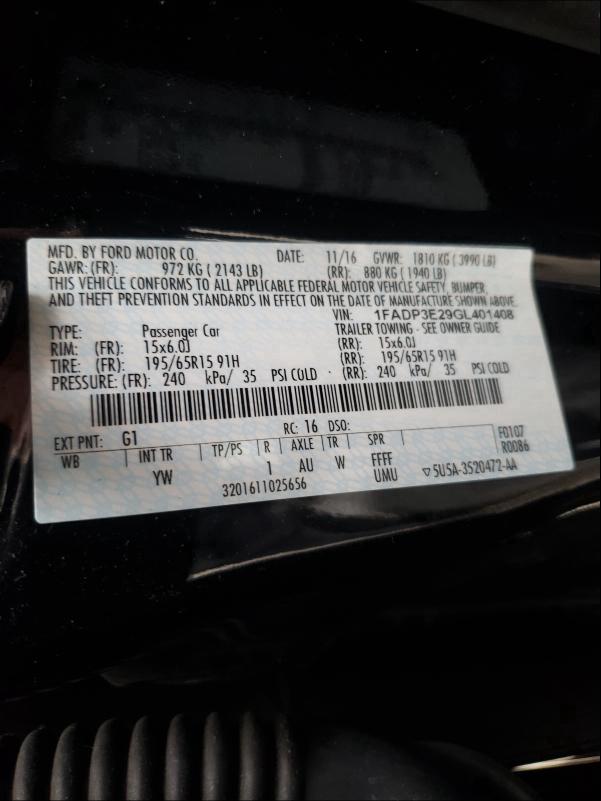 MFD. BY FORD MOTOR CO. DATE: 11/16 GVWR: 1810 KG ( 3990 LB)
GAWR: (FR): 972 KG ( 2143 LB) (RR): 880 KG ( 1940 LB)
THIS VEHICLE CONFORMS TO ALL APPLICABLE FEDERAL MOTOR VEHICLE SAFETY, BUMPER,
AND THEFT PREVENTION STANDARDS IN EFFECT ON THE DATE OF MANUFACTURE SHOWN ABOVE.
VIN: 1FADP3E29GL401408
TYPE: Passenger Car TRAILER TOWING - SEE OWNER GUIDE
RIM: (FR): 15x6.0J (RR): 15x6.0J
TIRE: (FR): 195/65R15 91H (RR): 195/65R15 91H
PRESSURE: (FR): 240 kPa/ 35 PSI COLD (RR): 240 kPa/ 35 PSI COLD
EXT PNT: G1 RC: 16 DSO: F0107
WB INT TR TP/PS R AXLE TR SPR R0086
YW 1 AU W FFFF
3201611025656 UMU ▽ 5U5A-3520472-AA